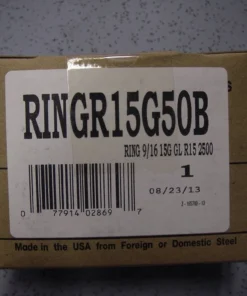 RINGR15G50B
RING 9/16 15G GL R15 2500
1
08/23/13
0 77914 02869 7
Made in the USA from Foreign or Domestic Steel